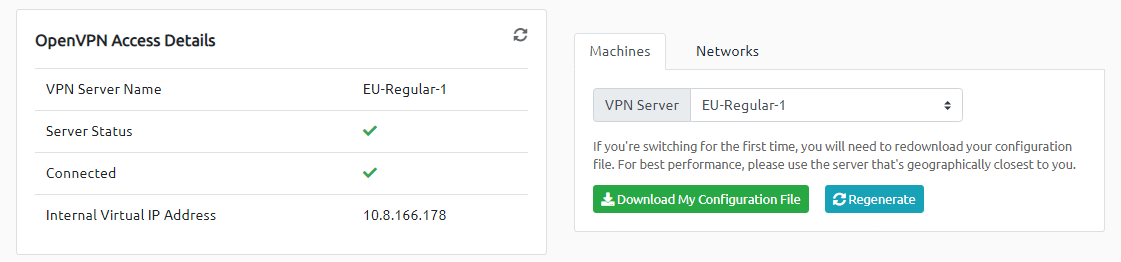 OpenVPN Access Details
VPN Server Name EU-Regular-1
Server Status
Connected
Internal Virtual IP Address 10.8.166.178
Machines Networks
VPN Server EU-Regular-1
If you're switching for the first time, you will need to redownload your configuration
file. For best performance, please use the server that's geographically closest to you.
Download My Configuration File Regenerate